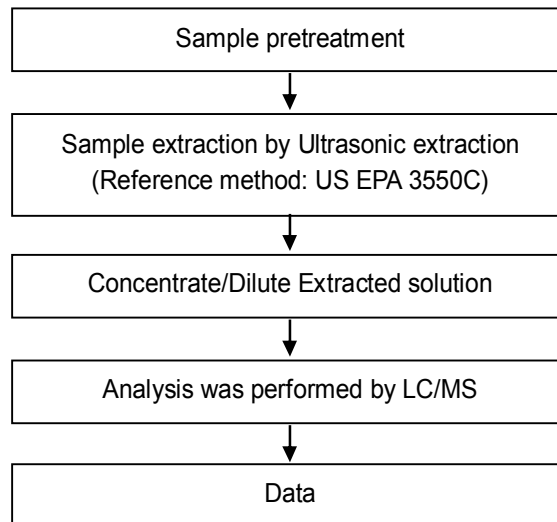 Sample pretreatment
Sample extraction by Ultrasonic extraction
(Reference method: US EPA 3550C)
Concentrate/Dilute Extracted solution
Analysis was performed by LC/MS
Data